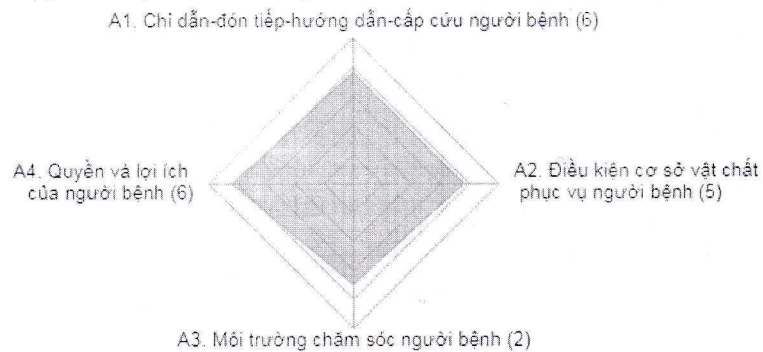 A1. Chỉ dẫn-đón tiếp-hướng dẫn-cấp cứu người bệnh (6)
A4. Quyền và lợi ích
của người bệnh (6)
A2. Điều kiện cơ sở vật chất
phục vụ người bệnh (5)
A3. Môi trường chăm sóc người bệnh (2)